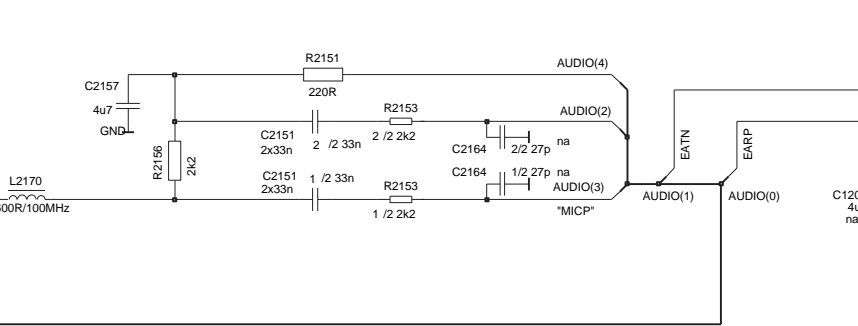 R2151
AUDIO(4)
C2157
4u7
GND
220R
R2153
AUDIO(2)
C2151
2x33n
2 /2 33n
2 /2 2k2
C2164
2/2 27p
na
R2156
2k2
EATN
EARP
C2151
2x33n
1 /2 33n
R2153
C2164
1/2 27p
na
AUDIO(3)
L2170
00R/100MHz
1 /2 2k2
"MICP"
AUDIO(1)
AUDIO(0)
C120
4u
na